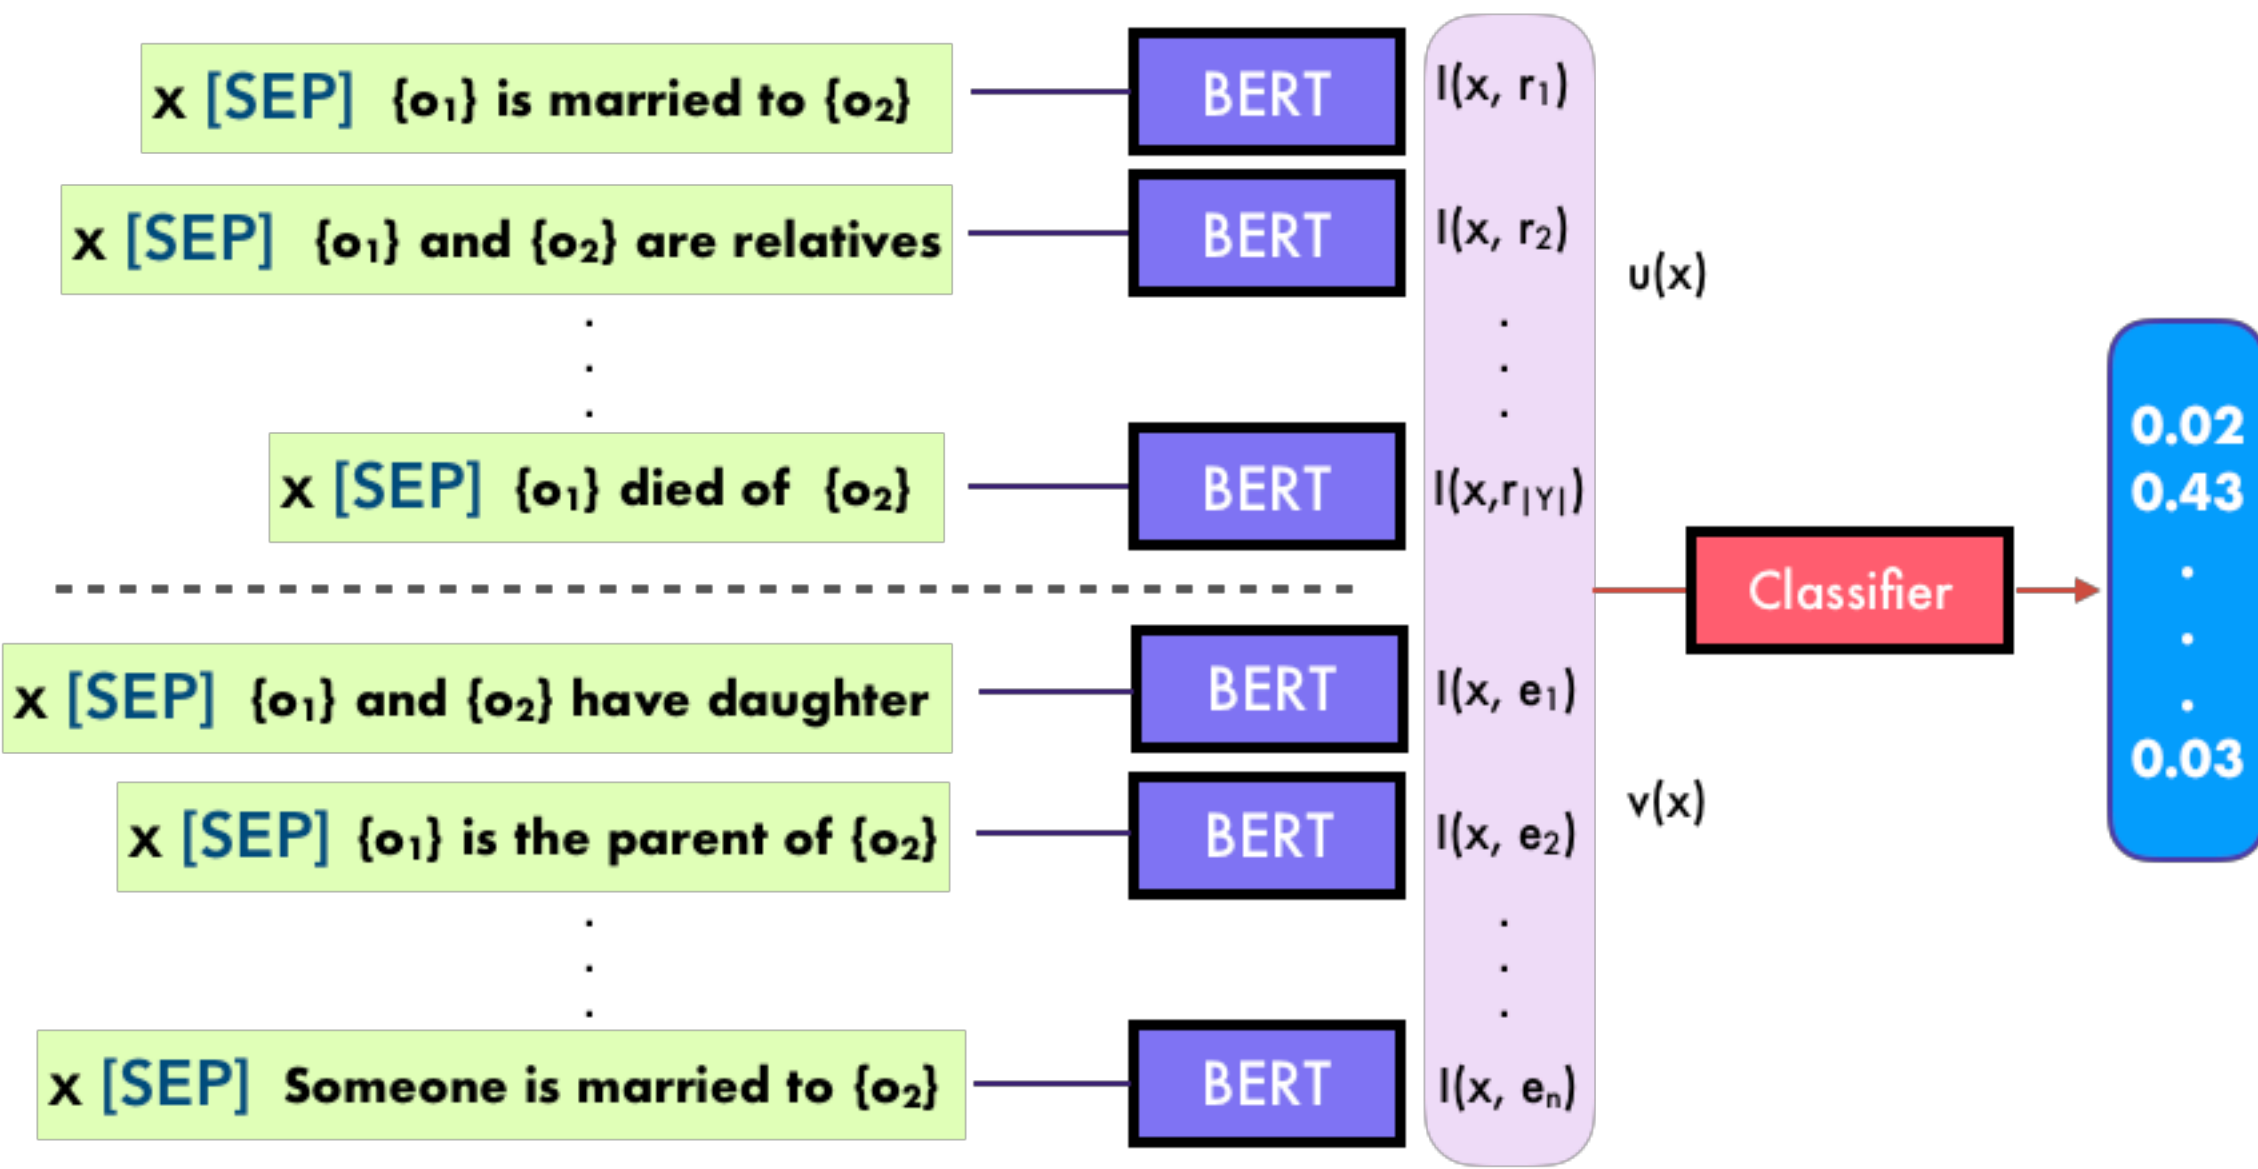 x [SEP] {o₁} is married to {o₂} BERT I(x, r₁)
x [SEP] {o₁} and {o₂} are relatives BERT I(x, r₂)
u(x)
x [SEP] {o₁} died of {o₂} BERT I(x,r|Y|)
Classifier
0.02
0.43
0.03
x [SEP] {o₁} and {o₂} have daughter BERT I(x, e₁)
v(x)
x [SEP] {o₁} is the parent of {o₂} BERT I(x, e₂)
x [SEP] Someone is married to {o₂} BERT I(x, eₙ)